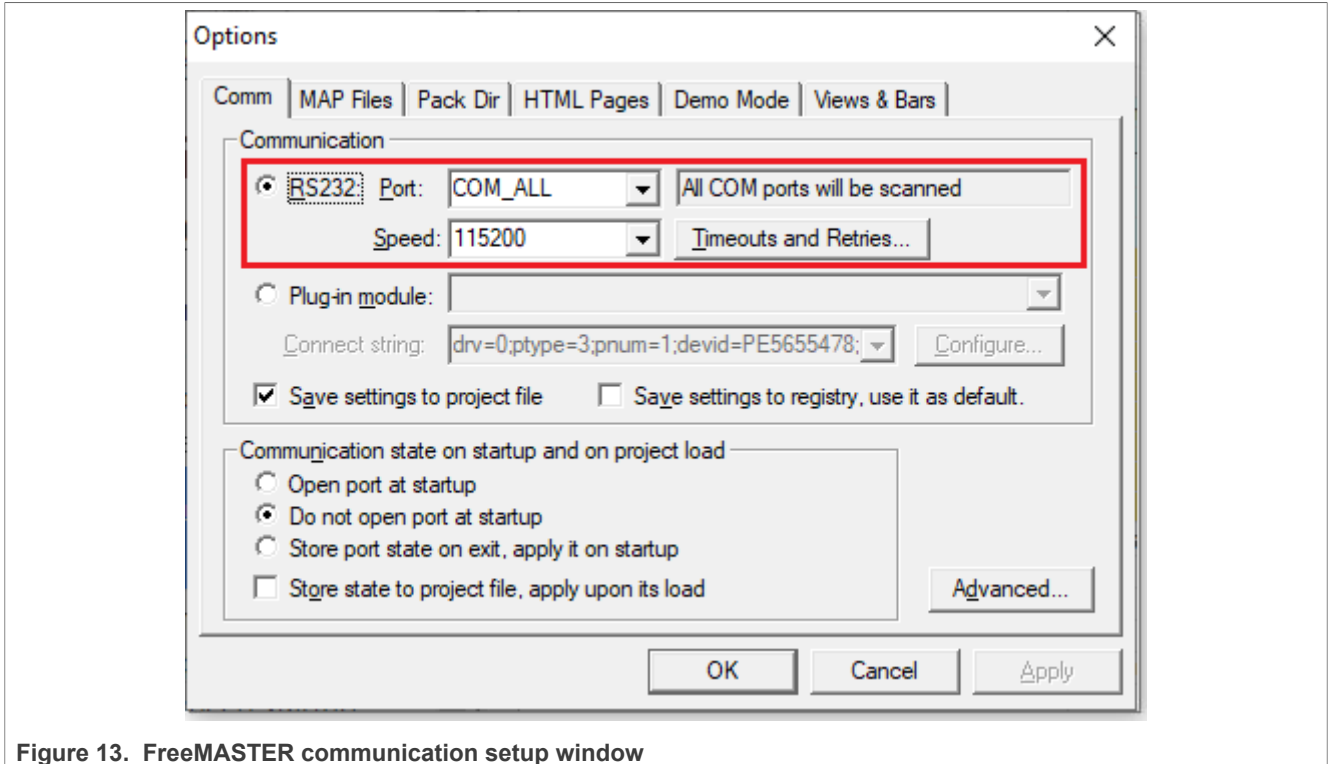 Options
Comm MAP Files Pack Dir HTML Pages Demo Mode Views & Bars
Communication
RS232: Port: COM_ALL All COM ports will be scanned
Speed: 115200 Timeouts and Retries...
Plug-in module:
Connect string: drv=0;ptype=3;pnum=1;devid=PE5655478; Configure...
Save settings to project file Save settings to registry, use it as default.
Communication state on startup and on project load
Open port at startup
Do not open port at startup
Store port state on exit, apply it on startup
Store state to project file, apply upon its load Advanced...
OK Cancel Apply
Figure 13. FreeMASTER communication setup window